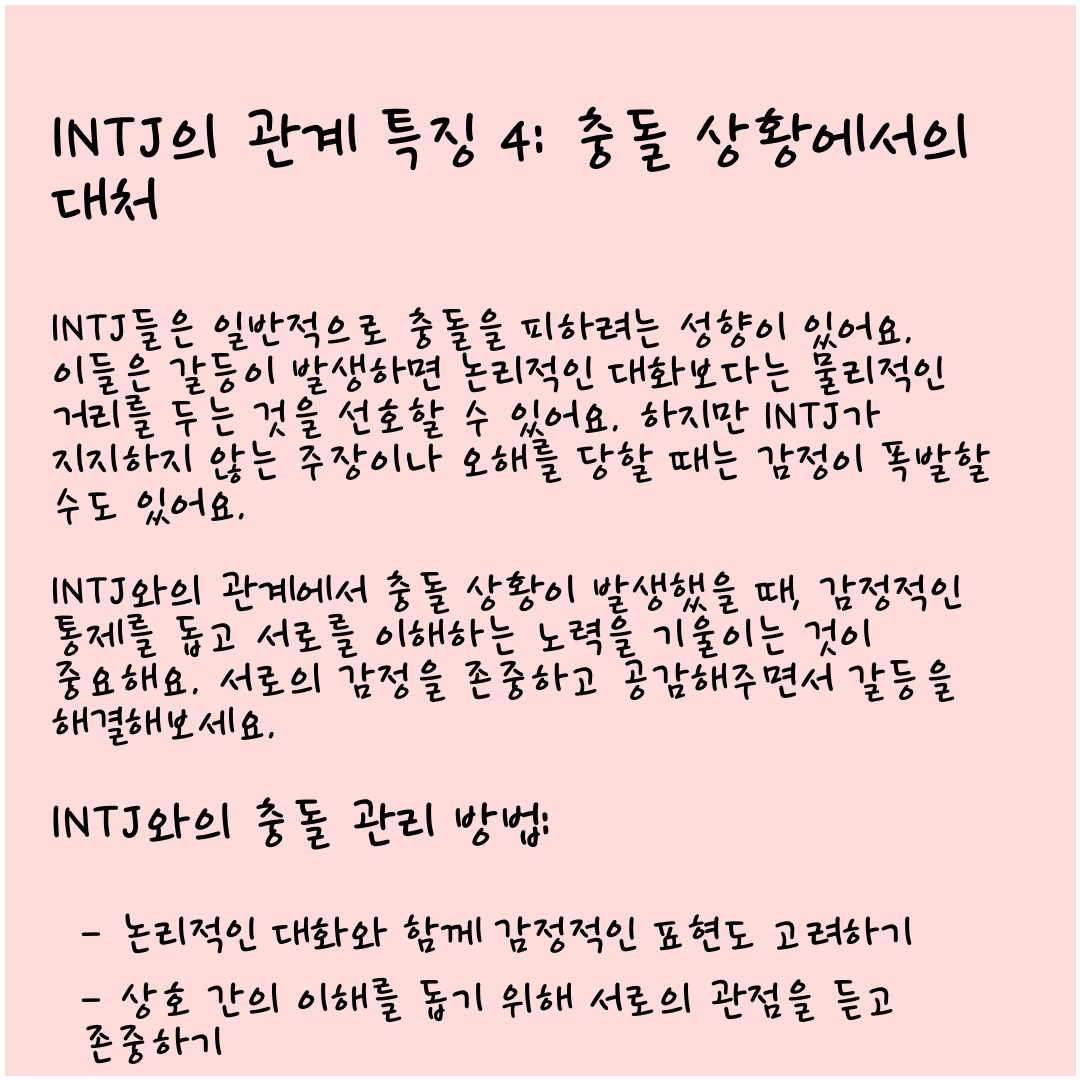 INTJ의 관계 특징 4: 충돌 상황에서의
대처
INTJ들은 일반적으로 충돌을 피하려는 성향이 있어요.
이들은 갈등이 발생하면 논리적인 대화보다는 물리적인
거리를 두는 것을 선호할 수 있어요. 하지만 INTJ가
지지하지 않는 주장이나 오해를 당할 때는 감정이 폭발할
수도 있어요.
INTJ와의 관계에서 충돌 상황이 발생했을 때, 감정적인
통제를 돕고 서로를 이해하는 노력을 기울이는 것이
중요해요. 서로의 감정을 존중하고 공감해주면서 갈등을
해결해보세요.
INTJ와의 충돌 관리 방법:
- 논리적인 대화와 함께 감정적인 표현도 고려하기
- 상호 간의 이해를 돕기 위해 서로의 관점을 듣고
존중하기